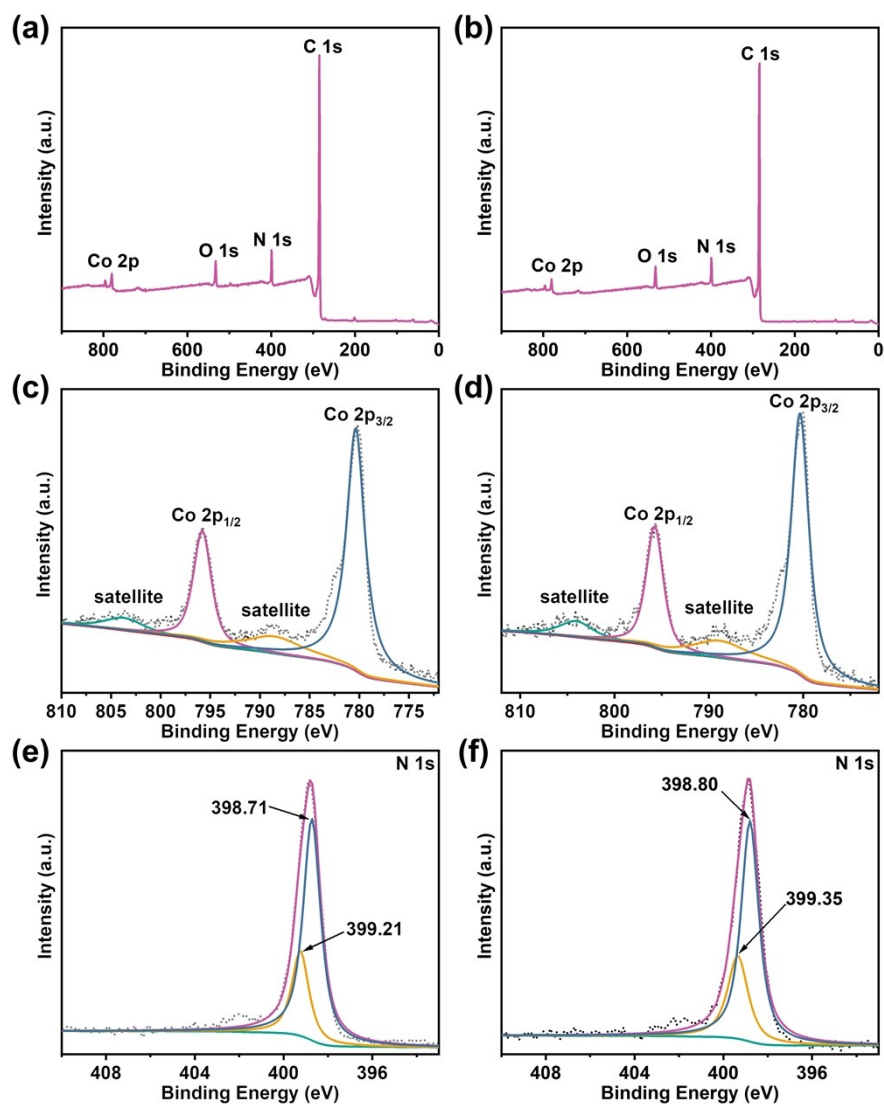 (a)
C 1s
N 1s
O 1s
Co 2p
Intensity (a.u.)
800 600 400 200 0
Binding Energy (eV)
(b)
C 1s
N 1s
O 1s
Co 2p
Intensity (a.u.)
800 600 400 200 0
Binding Energy (eV)
(c)
Co 2p3/2
Co 2p1/2
satellite
satellite
Intensity (a.u.)
810 805 800 795 790 785 780 775
Binding Energy (eV)
(d)
Co 2p3/2
Co 2p1/2
satellite
satellite
Intensity (a.u.)
810 800 790 780
Binding Energy (eV)
(e)
N 1s
398.71
399.21
Intensity (a.u.)
408 404 400 396
Binding Energy (eV)
(f)
N 1s
398.80
399.35
Intensity (a.u.)
408 404 400 396
Binding Energy (eV)